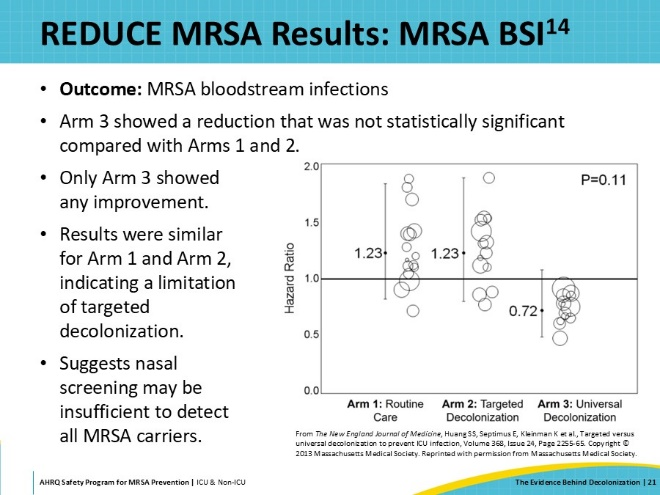 REDUCE MRSA Results: MRSA BSI14
• Outcome: MRSA bloodstream infections
• Arm 3 showed a reduction that was not statistically significant
compared with Arms 1 and 2.
• Only Arm 3 showed
any improvement.
• Results were similar
for Arm 1 and Arm 2,
indicating a limitation
of targeted
decolonization.
• Suggests nasal
screening may be
insufficient to detect
all MRSA carriers.
2.0
P=0.11
1.5
1.23
1.23
Hazard Ratio
1.0
0.72
0.5
0.0
Arm 1: Routine
Care
Arm 2: Targeted
Decolonization
Arm 3: Universal
Decolonization
From The New England Journal of Medicine, Huang SS, Septimus E, Kleinman K et al., Targeted versus
universal decolonization to prevent ICU infection, Volume 368, Issue 24, Page 2255-65. Copyright ©
2013 Massachusetts Medical Society. Reprinted with permission from Massachusetts Medical Society.
AHRQ Safety Program for MRSA Prevention | ICU & Non-ICU
The Evidence Behind Decolonization | 21